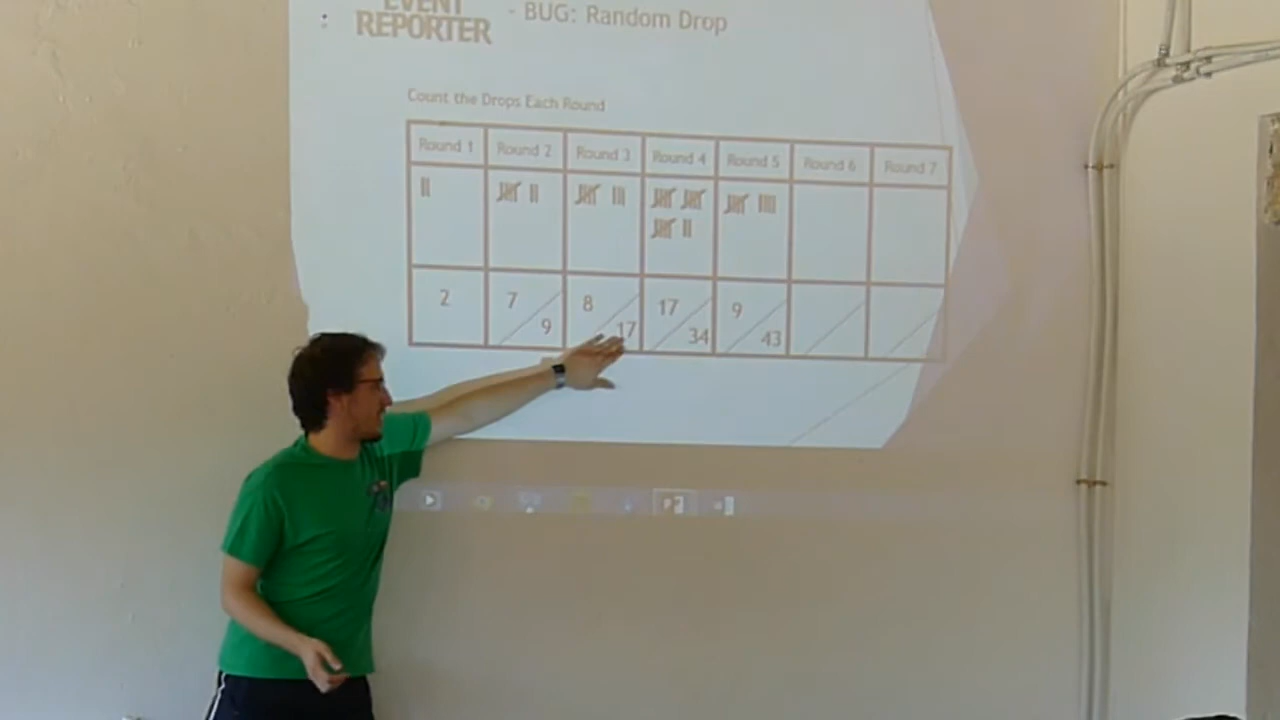 EVENT
REPORTER
- BUG: Random Drop
Count the Drops Each Round
Round 1 Round 2 Round 3 Round 4 Round 5 Round 6 Round 7
2 7 9 8 17 17 34 9 43